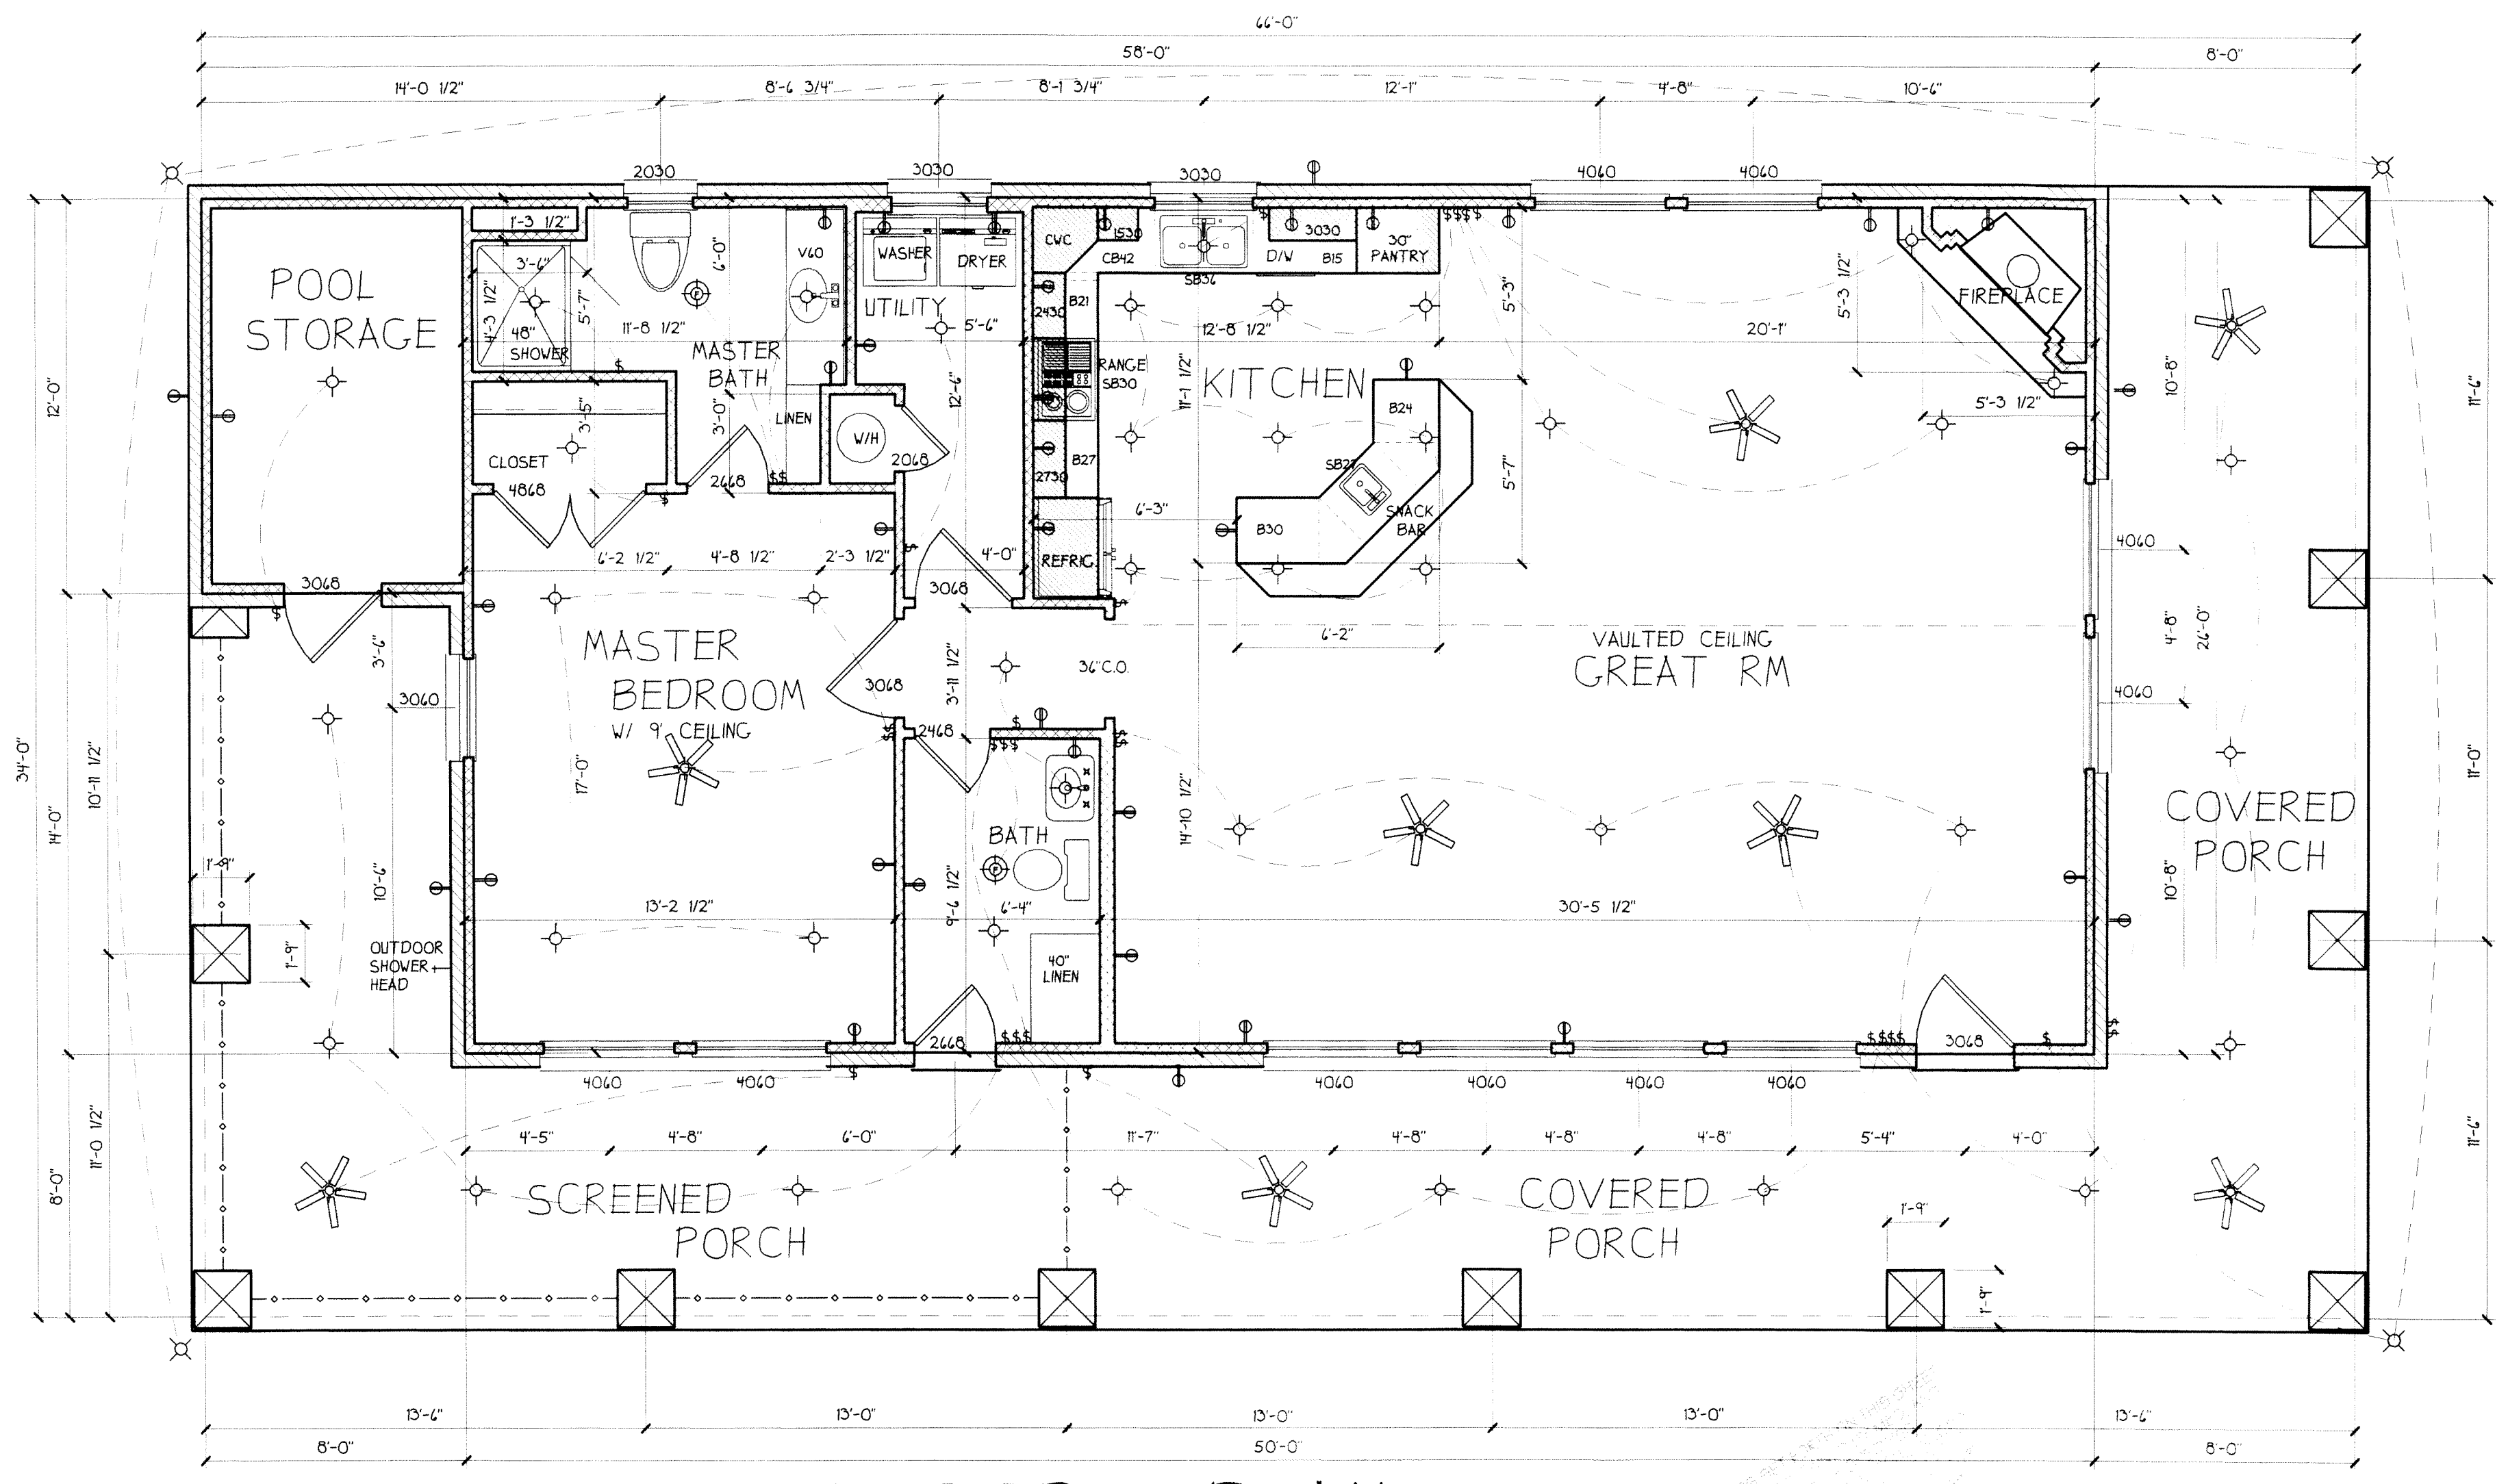 66'-0"
58'-0"
8'-0"
14'-0 1/2"
8'-6 3/4"
8'-1 3/4"
12'-1"
4'-8"
10'-6"
2030
3030
3030
4060
4060
POOL
STORAGE
1'-3 1/2"
3'-6"
4'-3 1/2"
48"
SHOWER
5'-7"
11'-8 1/2"
6'-0"
V60
MASTER
BATH
LINEN
3'-0"
3'-5"
CLOSET
4868
2668
WASHER
DRYER
UTILITY
5'-6"
12'-6"
W/H
2068
CWC
1530
CB42
SB36
3030
D/W
B15
30"
PANTRY
B21
2430
RANGE
SB30
B27
2730
REFRIG.
12'-8 1/2"
11'-1 1/2"
KITCHEN
5'-3"
5'-7"
B24
SB27
SNACK
BAR
B30
6'-3"
6'-2"
20'-1"
5'-3 1/2"
FIREPLACE
5'-3 1/2"
10'-8"
11'-6"
12'-0"
3068
6'-2 1/2"
4'-8 1/2"
2'-3 1/2"
4'-0"
3068
MASTER
BEDROOM
W/ 9' CEILING
3068
3'-11 1/2"
36"C.O.
2468
VAULTED CEILING
GREAT RM
4060
4060
4'-8"
26'-0"
11'-0"
COVERED
PORCH
34'-0"
14'-0"
10'-11 1/2"
3'-6"
3060
17'-0"
10'-6"
1'-9"
1'-9"
OUTDOOR
SHOWER
HEAD
13'-2 1/2"
BATH
9'-6 1/2"
6'-4"
40"
LINEN
14'-10 1/2"
30'-5 1/2"
10'-8"
2668
3068
4060
4060
4060
4060
4060
4060
4'-5"
4'-8"
6'-0"
11'-7"
4'-8"
4'-8"
4'-8"
5'-4"
4'-0"
11'-6"
8'-0"
11'-0 1/2"
SCREENED
PORCH
COVERED
PORCH
1'-9"
1'-9"
13'-6"
13'-0"
13'-0"
13'-0"
13'-6"
8'-0"
50'-0"
8'-0"